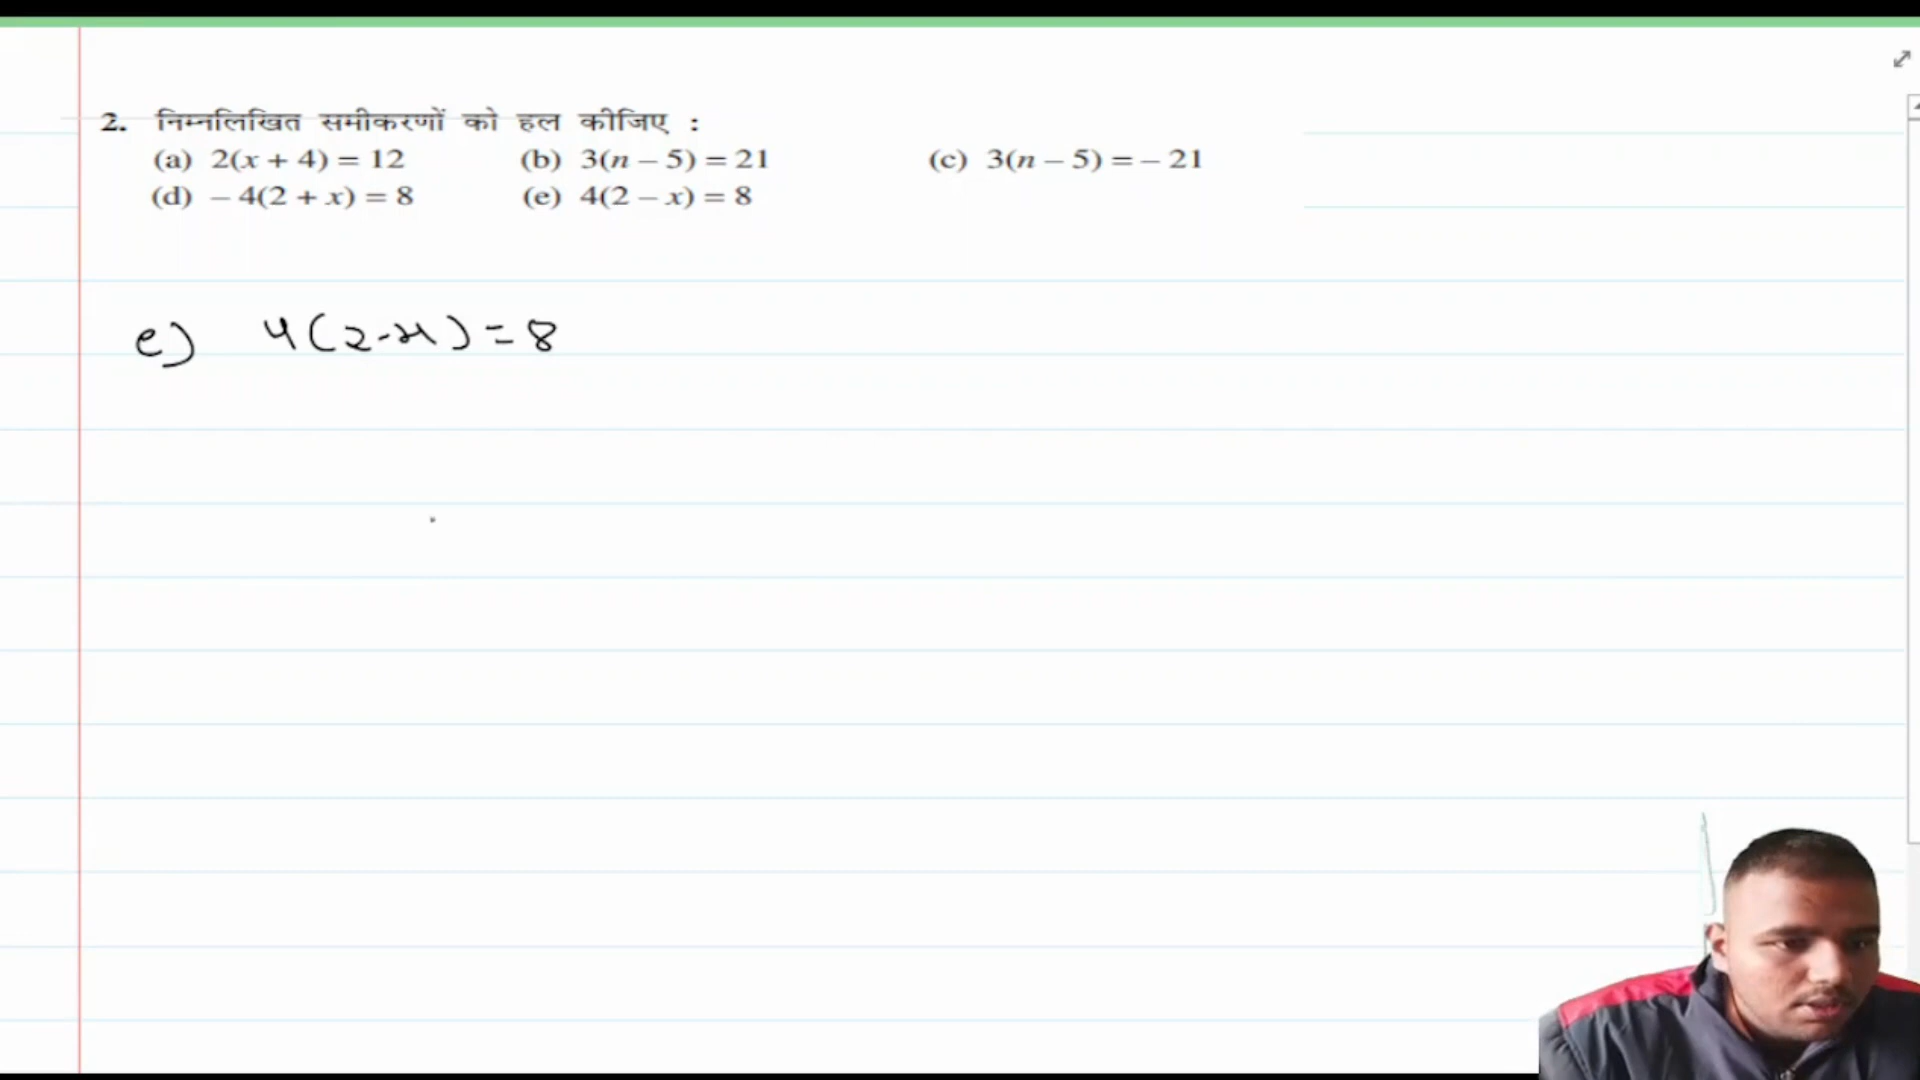 2. निम्नलिखित समीकरणों को हल कीजिए :
(a) 2(x + 4) = 12 (b) 3(n – 5) = 21 (c) 3(n – 5) = – 21
(d) – 4(2 + x) = 8 (e) 4(2 – x) = 8
e) 4(2-x)=8